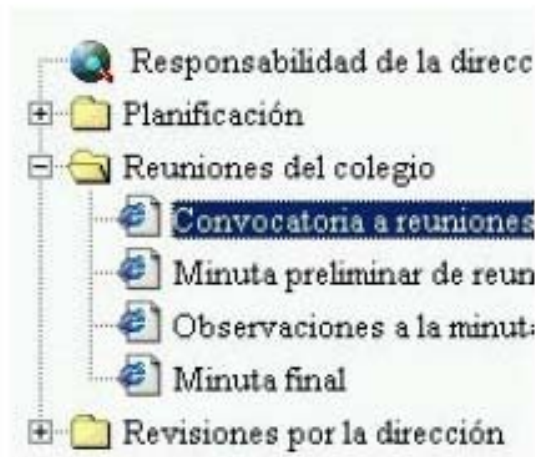 Responsabilidad de la direcc
Planificación
Reuniones del colegio
Convocatoria a reuniones
Minuta preliminar de reun
Observaciones a la minuta
Minuta final
Revisiones por la dirección